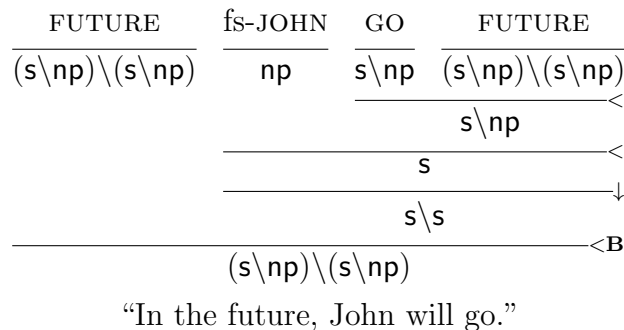 FUTURE fs-JOHN GO FUTURE
(s\np)\(s\np) np s\np (s\np)\(s\np)
<
s\np
<
s
↓
s\s
<B
(s\np)\(s\np)
“In the future, John will go.”